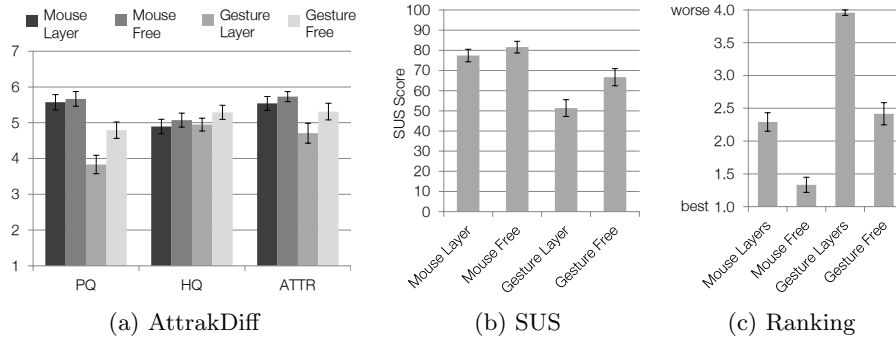 Mouse Layer
Mouse Free
Gesture Layer
Gesture Free
7
6
5
4
3
2
1
PQ HQ ATTR
(a) AttrakDiff
SUS Score
100
90
80
70
60
50
40
30
20
10
0
Mouse Layer
Mouse Free
Gesture Layer
Gesture Free
(b) SUS
worse 4.0
3.5
3.0
2.5
2.0
1.5
best 1.0
Mouse Layers
Mouse Free
Gesture Layers
Gesture Free
(c) Ranking